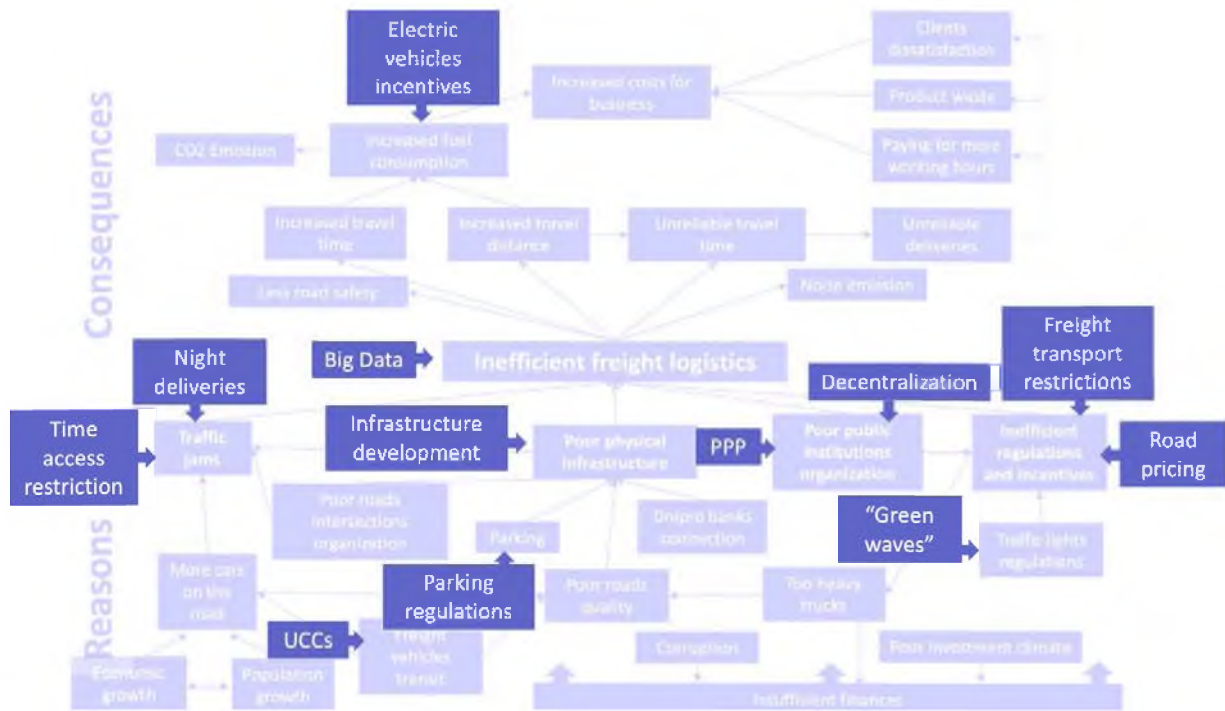 Electric
vehicles
incentives
Clients
dissatisfaction
Increased costs for
business
Product waste
Consequences
CO2 Emission
Increased fuel
consumption
Paying for more
working hours
Increased travel
time
Increased travel
distance
Unreliable travel
time
Unreliable
deliveries
Less road safety
Noise emission
Night
deliveries
Big Data
Inefficient freight logistics
Freight
transport
restrictions
Decentralization
Time
access
restriction
Traffic
jams
Infrastructure
development
Poor physical
infrastructure
PPP
Poor public
institutions
organization
Inefficient
regulations
and incentives
Road
pricing
Poor roads
intersections
organization
Parking
Dnipro banks
connection
"Green
waves"
Traffic lights
regulations
Reasons
More cars
on the
road
Parking
regulations
Poor roads
quality
Too heavy
trucks
UCCs
Freight
vehicles
transit
Corruption
Poor investment climate
Economic
growth
Population
growth
Insufficient finances